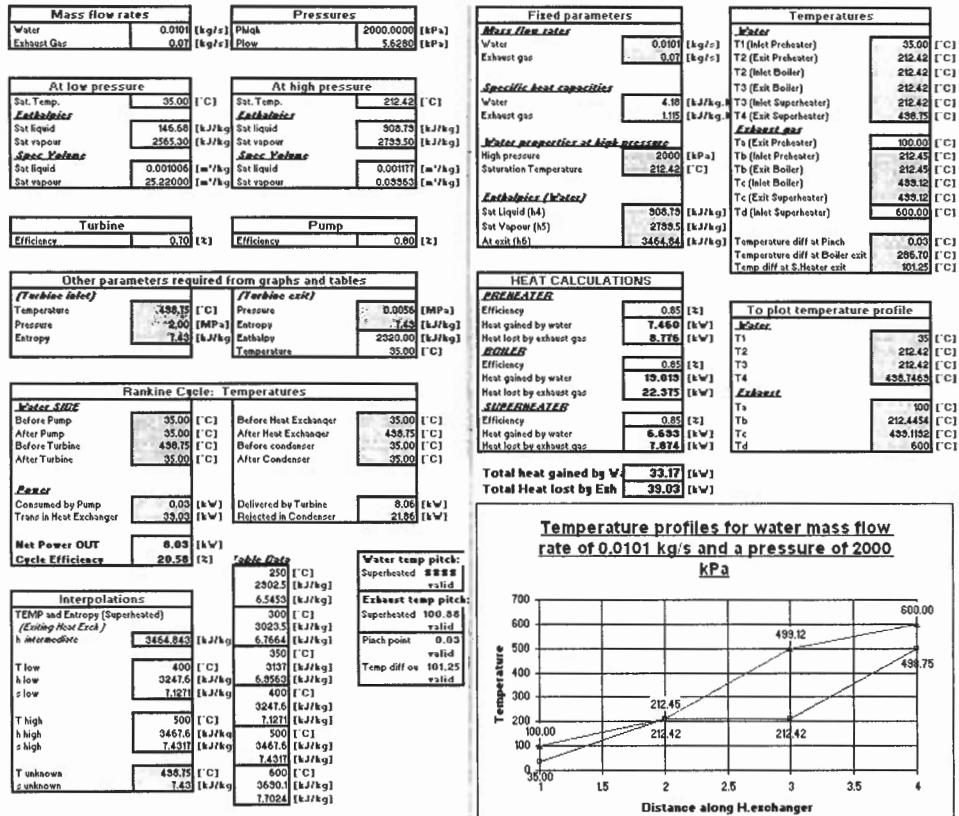 Mass flow rates
Water 0.0101 [kg/s]
Exhaust Gas 0.07 [kg/s]
Pressures
Phigh 2000.0000 [kPa]
Plow 5.6280 [kPa]
At low pressure
Sat. Temp. 35.00 [°C]
Enthalpies
Sat liquid 146.68 [kJ/kg
Sat vapour 2565.30 [kJ/kg
Spec Volume
Sat liquid 0.001006 [m³/kg
Sat vapour 25.22000 [m³/kg
At high pressure
Sat. Temp. 212.42 [°C]
Enthalpies
Sat liquid 908.79 [kJ/kg]
Sat vapour 2799.50 [kJ/kg]
Spec Volume
Sat liquid 0.001177 [m³/kg]
Sat vapour 0.09963 [m³/kg]
Turbine
Efficiency 0.70 [%]
Pump
Efficiency 0.80 [%]
Other parameters required from graphs and tables
(Turbine inlet)
Temperature 498.75 [°C]
Pressure 2.00 [MPa]
Entropy 7.43 [kJ/kg]
(Turbine exit)
Pressure 0.0056 [MPa]
Entropy 7.43 [kJ/kg]
Enthalpy 2320.00 [kJ/kg]
Temperature 35.00 [°C]
Rankine Cycle: Temperatures
Water SIDE
Before Pump 35.00 [°C]
After Pump 35.00 [°C]
Before Turbine 498.75 [°C]
After Turbine 35.00 [°C]
Before Heat Exchanger 35.00 [°C]
After Heat Exchanger 498.75 [°C]
Before condenser 35.00 [°C]
After Condenser 35.00 [°C]
Power
Consumed by Pump 0.03 [kW]
Trans in Heat Exchanger 39.03 [kW]
Delivered by Turbine 8.06 [kW]
Rejected in Condenser 21.86 [kW]
Net Power OUT 8.03 [kW]
Cycle Efficiency 20.58 [%]
Interpolations
TEMP and Entropy (Superheated)
(Exiting Heat Exch)
h intermediate 3464.843 [kJ/kg
T low 400 [°C]
h low 3247.6 [kJ/kg
s low 7.1271 [kJ/kg
T high 500 [°C]
h high 3467.6 [kJ/kg
s high 7.4317 [kJ/kg
T unknown 498.75 [°C]
s unknown 7.43 [kJ/kg
Table Data
250 [°C]
2902.5 [kJ/kg]
6.5453 [kJ/kg]
300 [°C]
3023.5 [kJ/kg]
6.7664 [kJ/kg]
350 [°C]
3137 [kJ/kg]
6.9563 [kJ/kg]
400 [°C]
3247.6 [kJ/kg]
7.1271 [kJ/kg]
500 [°C]
3467.6 [kJ/kg]
7.4317 [kJ/kg]
600 [°C]
3690.1 [kJ/kg]
7.7024 [kJ/kg]
Water temp pitch:
Superheated ####
valid
Exhaust temp pitch:
Superheated 100.88
valid
Pinch point 0.03
valid
Temp diff ov 101.25
valid
Fixed parameters
Mass flow rates
Water 0.0101 [kg/s]
Exhaust gas 0.07 [kg/s]
Specific heat capacities
Water 4.18 [kJ/kg.K
Exhaust gas 1.115 [kJ/kg.K
Water properties at high pressure
High pressure 2000 [kPa]
Saturation Temperature 212.42 [°C]
Enthalpies (Water)
Sat Liquid (h4) 908.79 [kJ/kg]
Sat Vapour (h5) 2799.5 [kJ/kg]
At exit (h6) 3464.84 [kJ/kg]
Temperatures
Water
T1 (Inlet Preheater) 35.00 [°C]
T2 (Exit Preheater) 212.42 [°C]
T2 (Inlet Boiler) 212.42 [°C]
T3 (Exit Boiler) 212.42 [°C]
T3 (Inlet Superheater) 212.42 [°C]
T4 (Exit Superheater) 498.75 [°C]
Exhaust gas
Ta (Exit Preheater) 100.00 [°C]
Tb (Inlet Preheater) 212.45 [°C]
Tb (Exit Boiler) 212.45 [°C]
Tc (Inlet Boiler) 499.12 [°C]
Tc (Exit Superheater) 499.12 [°C]
Td (Inlet Superheater) 600.00 [°C]
Temperature diff at Pinch 0.03 [°C]
Temperature diff at Boiler exit 286.70 [°C]
Temp diff at S.Heater exit 101.25 [°C]
HEAT CALCULATIONS
PREHEATER
Efficiency 0.85 [%]
Heat gained by water 7.460 [kW]
Heat lost by exhaust gas 8.776 [kW]
BOILER
Efficiency 0.85 [%]
Heat gained by water 19.019 [kW]
Heat lost by exhaust gas 22.375 [kW]
SUPERHEATER
Efficiency 0.85 [%]
Heat gained by water 6.693 [kW]
Heat lost by exhaust gas 7.874 [kW]
Total heat gained by Wa 33.17 [kW]
Total Heat lost by Exh 39.03 [kW]
To plot temperature profile
Water
T1 35 [°C]
T2 212.42 [°C]
T3 212.42 [°C]
T4 498.7469 [°C]
Exhaust
Ta 100 [°C]
Tb 212.4454 [°C]
Tc 499.1192 [°C]
Td 600 [°C]
Temperature profiles for water mass flow
rate of 0.0101 kg/s and a pressure of 2000
kPa
Temperature
700
600
500
400
300
200
100
0
600.00
499.12
498.75
212.45
212.42
212.42
100.00
35.00
1 1.5 2 2.5 3 3.5 4
Distance along H.exchanger